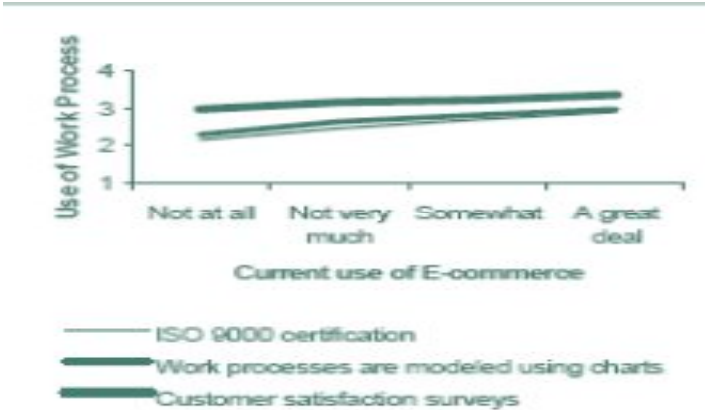 Use of Work Process
4
3
2
1
Not at all Not very much Somewhat A great deal
Current use of E-commerce
ISO 9000 certification
Work processes are modeled using charts
Customer satisfaction surveys